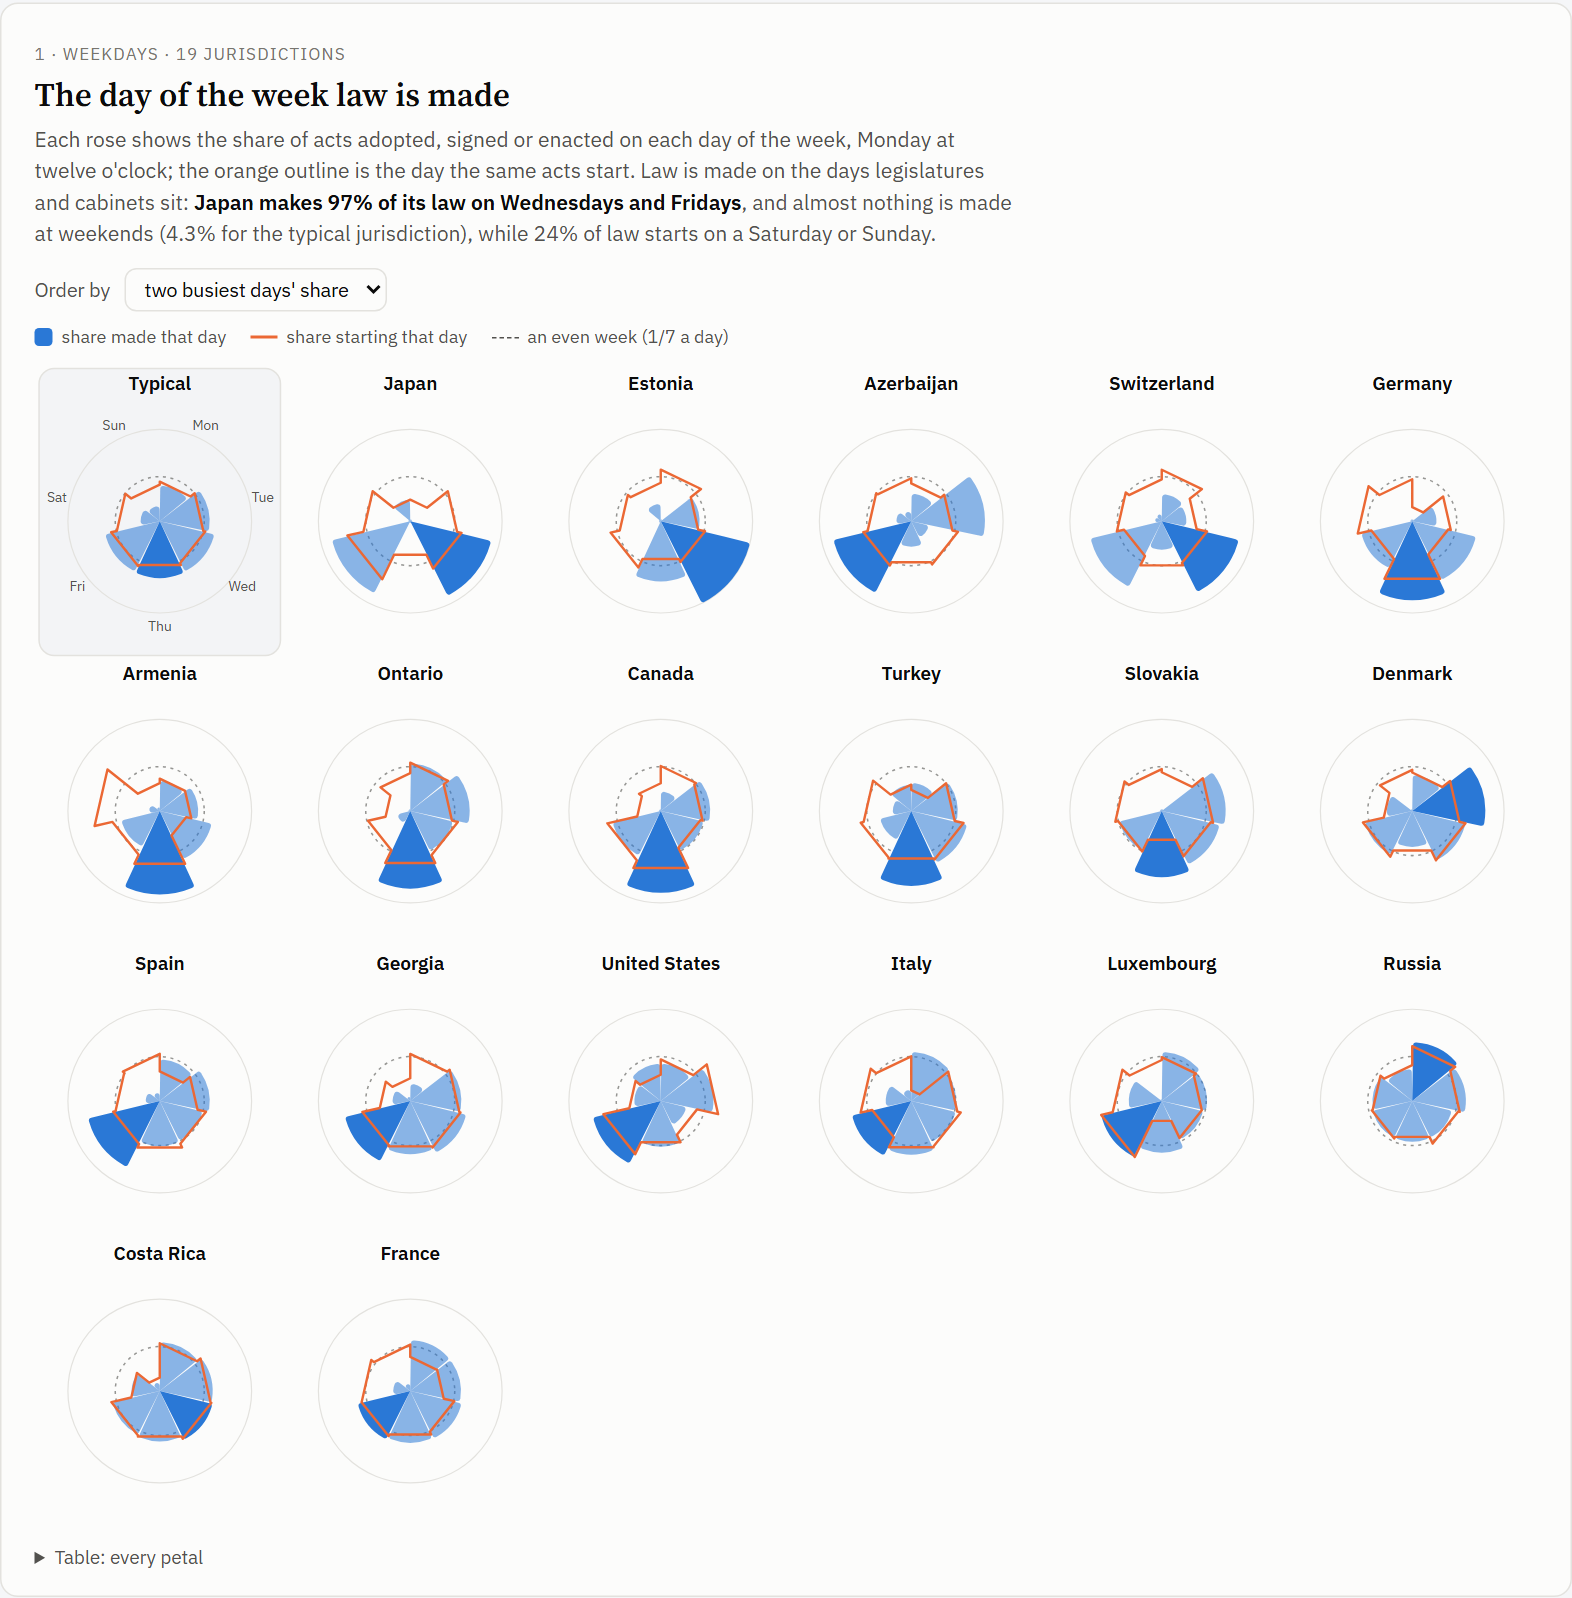 1 · WEEKDAYS · 19 JURISDICTIONS
The day of the week law is made
Each rose shows the share of acts adopted, signed or enacted on each day of the week, Monday at
twelve o'clock; the orange outline is the day the same acts start. Law is made on the days legislatures
and cabinets sit: Japan makes 97% of its law on Wednesdays and Fridays, and almost nothing is made
at weekends (4.3% for the typical jurisdiction), while 24% of law starts on a Saturday or Sunday.
Order by two busiest days' share
share made that day share starting that day an even week (1/7 a day)
Typical Japan Estonia Azerbaijan Switzerland Germany
Sun Mon
Sat Tue
Fri Wed
Thu
Armenia Ontario Canada Turkey Slovakia Denmark
Spain Georgia United States Italy Luxembourg Russia
Costa Rica France
Table: every petal